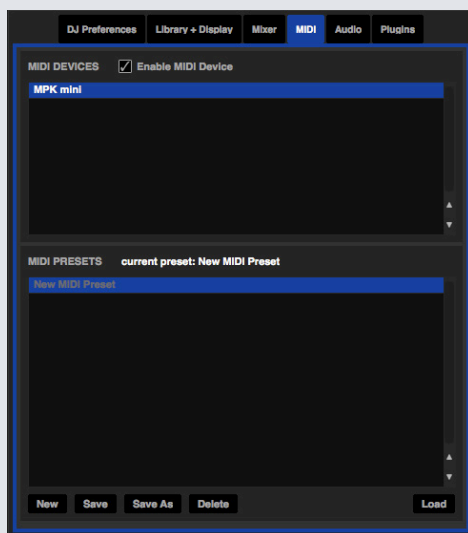 DJ Preferences Library + Display Mixer MIDI Audio Plugins
MIDI DEVICES Enable MIDI Device
MPK mini
MIDI PRESETS current preset: New MIDI Preset
New MIDI Preset
New Save Save As Delete Load